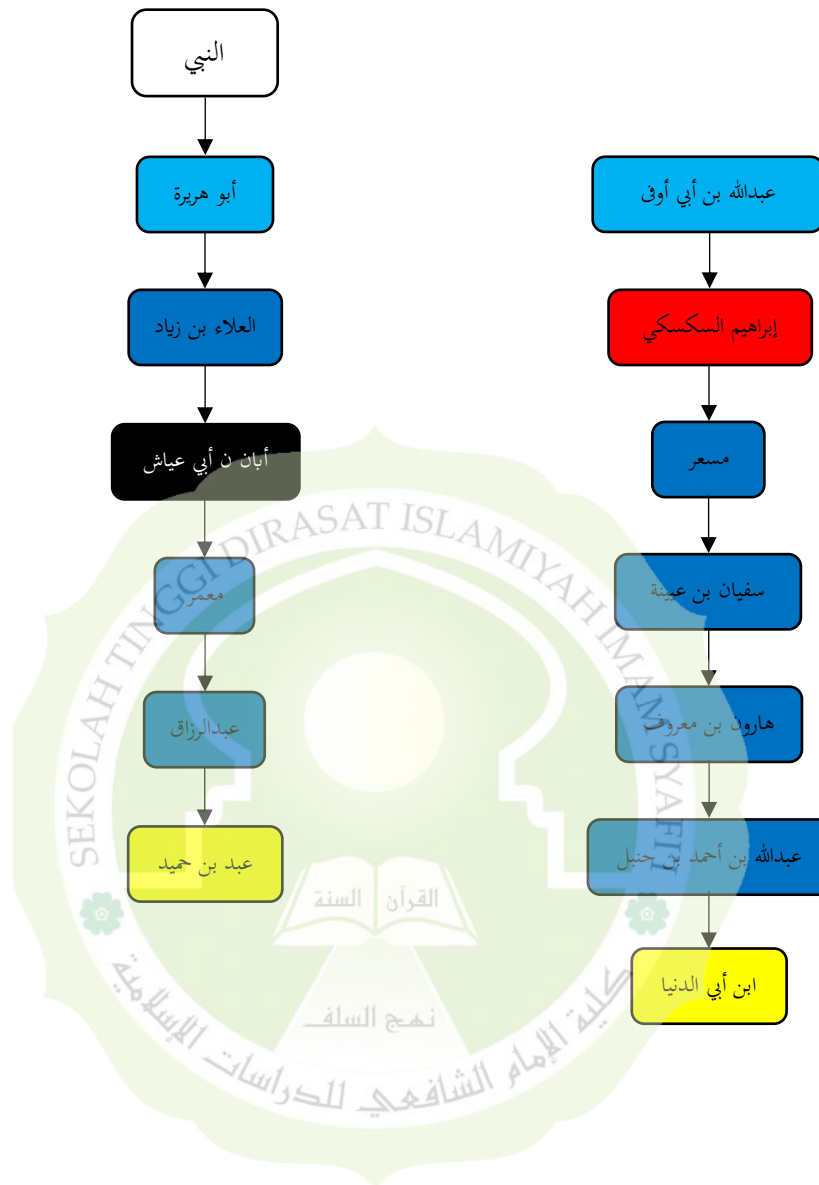 النبي
أبو هريرة
العلاء بن زياد
أبان ن أبي عياش
معمر
عبدالرزاق
عبد بن حميد
عبدالله بن أبي أوفى
إبراهيم السكسكي
مسعر
سفيان بن عيينة
هارون بن معروف
عبدالله بن أحمد بن حنبل
ابن أبي الدنيا
SEKOLAH TINGGI DIRASAT ISLAMIYAH IMAM SYAFI'I
القرآن السنة
نهج السلف
كلية الإمام الشافعي للدراسات الإسلامية